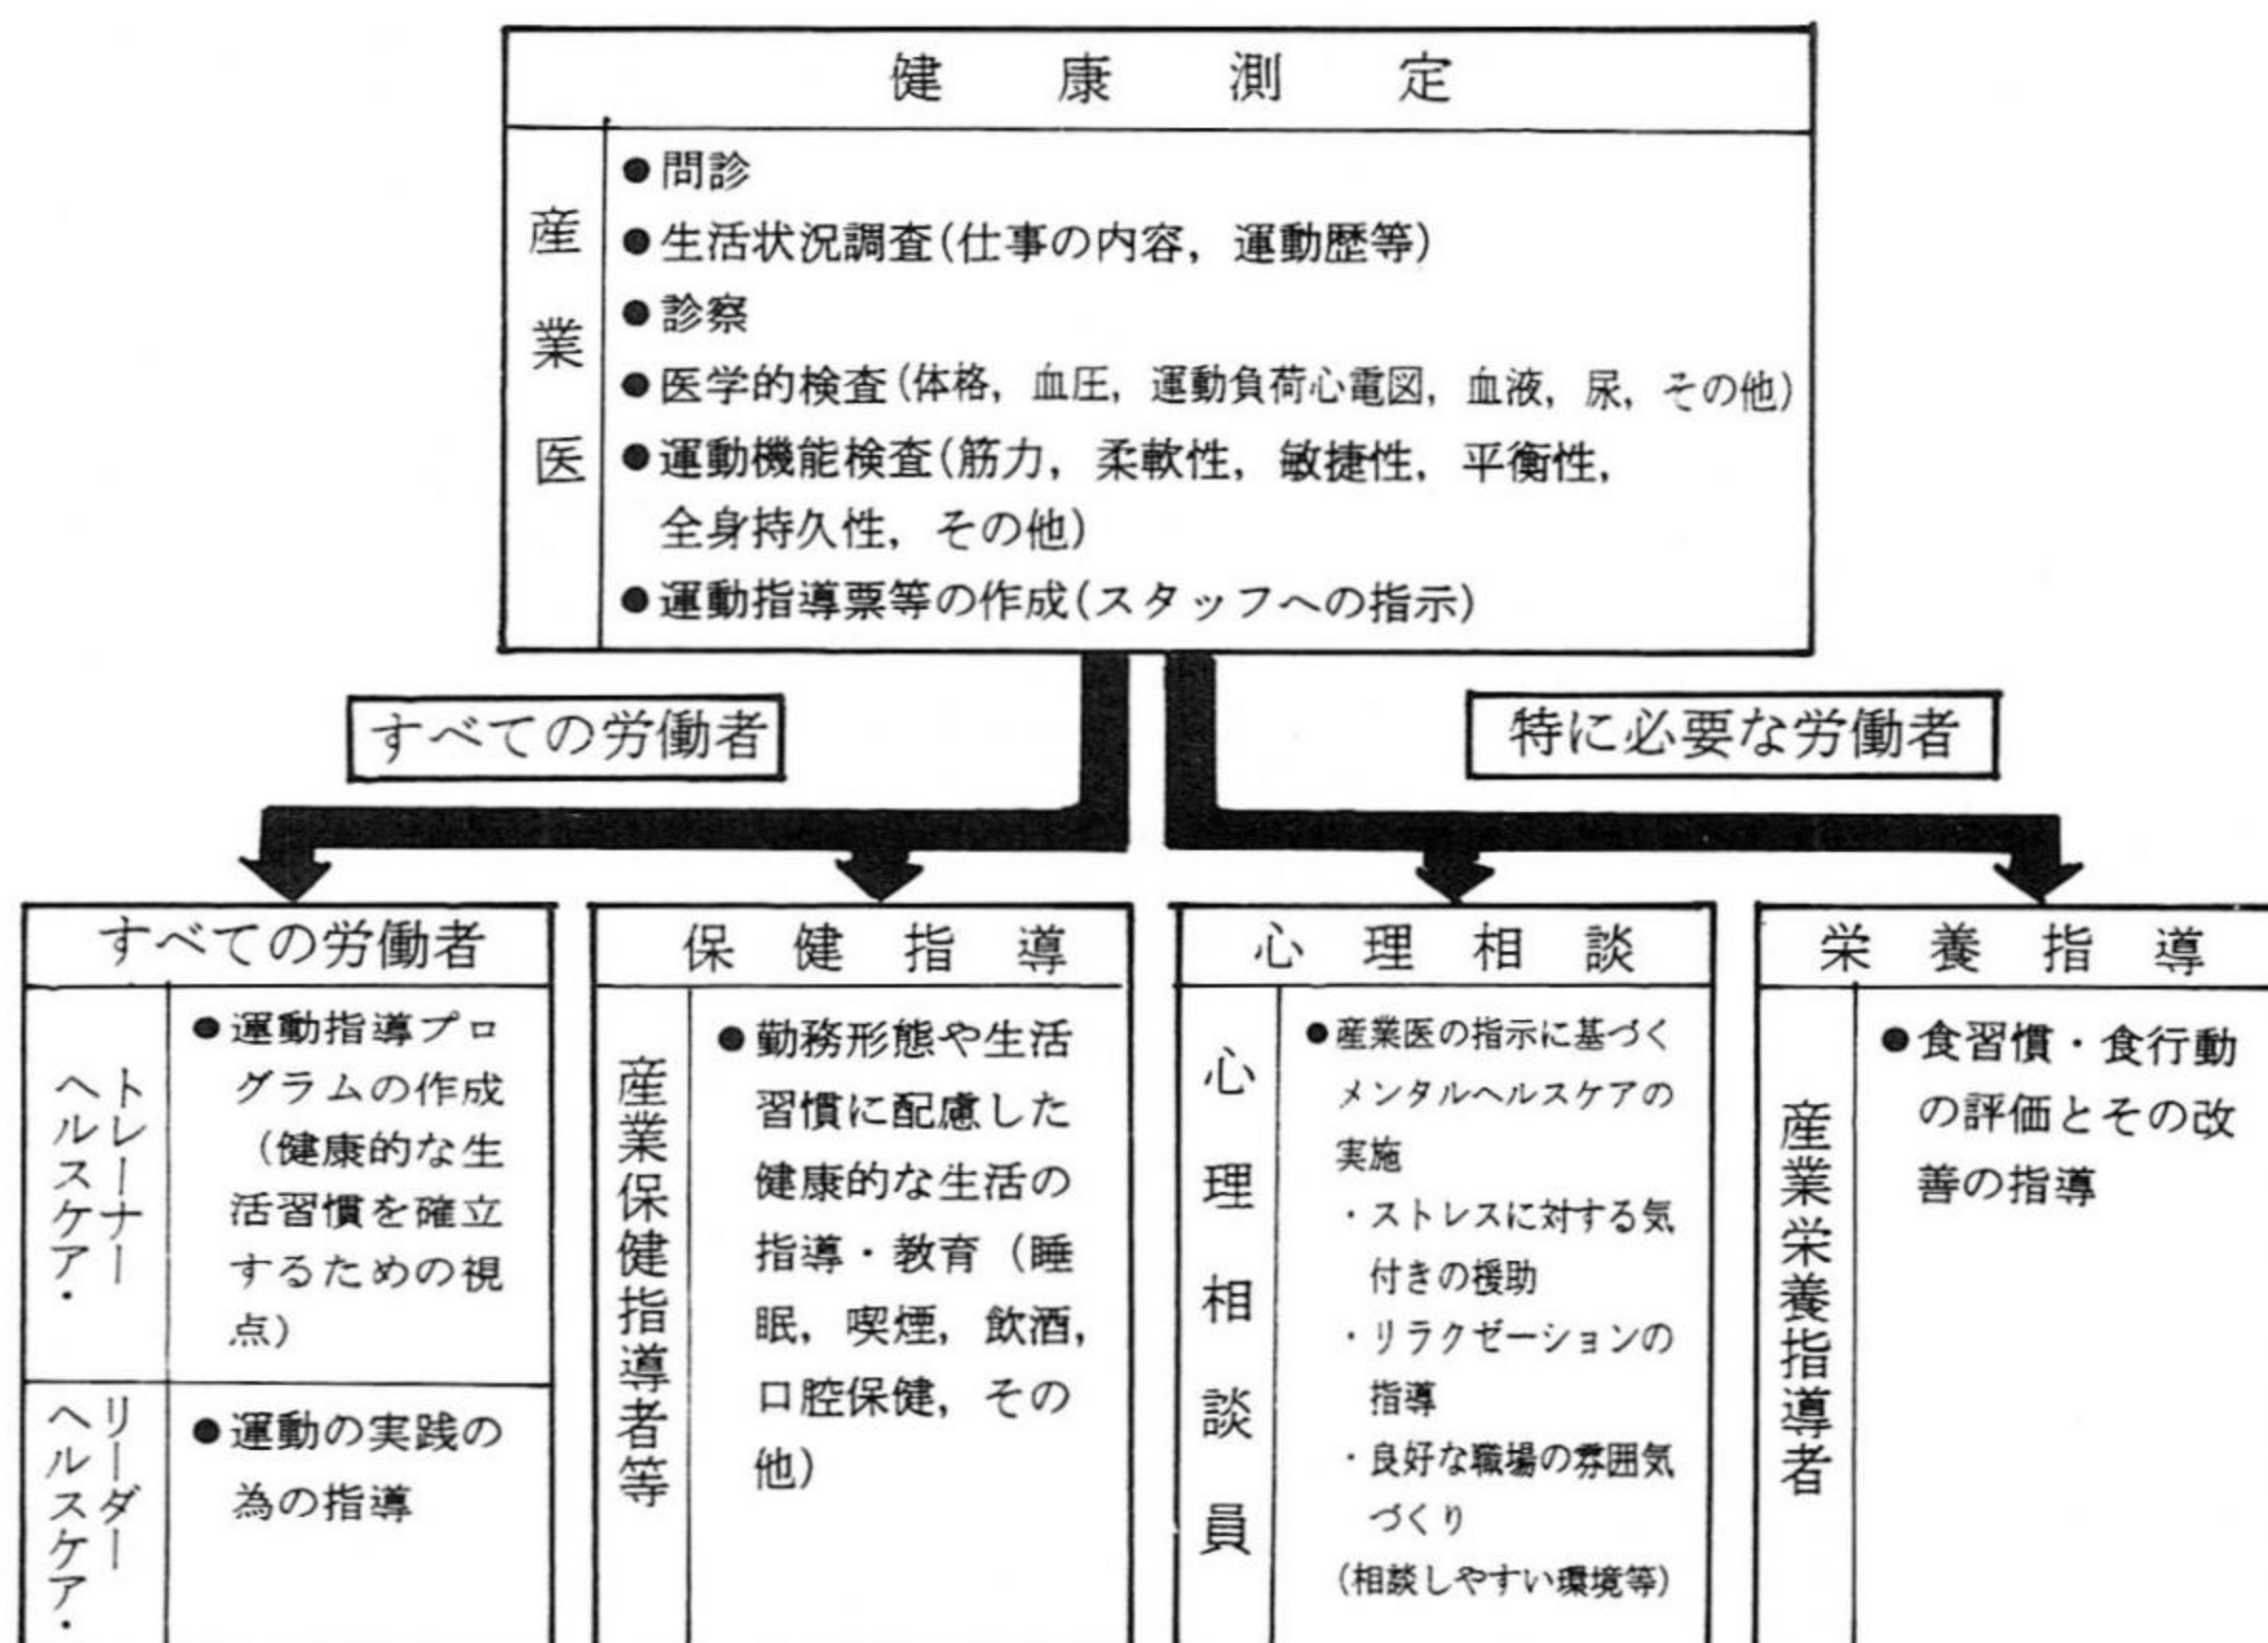 健康測定
産業医
●問診
●生活状況調査(仕事の内容，運動歴等)
●診察
●医学的検査(体格，血圧，運動負荷心電図，血液，尿，その他)
●運動機能検査(筋力，柔軟性，敏捷性，平衡性，
全身持久性，その他)
●運動指導票等の作成(スタッフへの指示)
すべての労働者
特に必要な労働者
すべての労働者
ヘルスケア・
トレーナー
●運動指導プロ
グラムの作成
（健康的な生
活習慣を確立
するための視
点）
ヘルスケア・
リーダー
●運動の実践の
為の指導
保健指導
産業保健指導者等
●勤務形態や生活
習慣に配慮した
健康的な生活の
指導・教育（睡
眠，喫煙，飲酒，
口腔保健，その
他）
心理相談
心理相談員
●産業医の指示に基づく
メンタルヘルスケアの
実施
・ストレスに対する気
付きの援助
・リラクゼーションの
指導
・良好な職場の雰囲気
づくり
(相談しやすい環境等)
栄養指導
産業栄養指導者
●食習慣・食行動
の評価とその改
善の指導